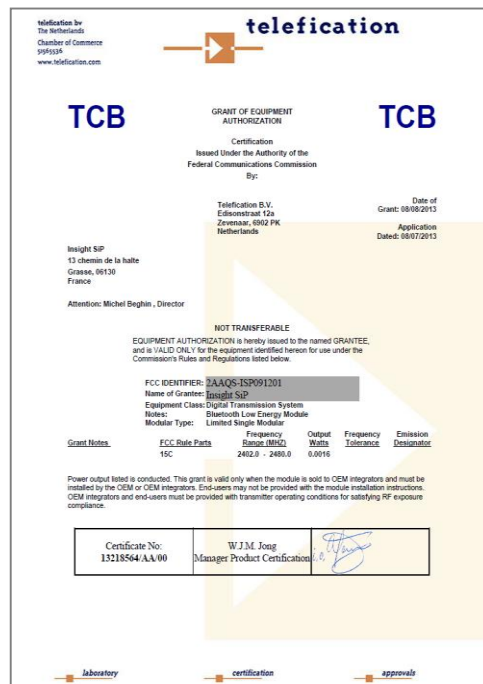 telefication bv
The Netherlands
Chamber of Commerce
51565536
www.telefication.com
telefication
TCB
TCB
GRANT OF EQUIPMENT
AUTHORIZATION
Certification
Issued Under the Authority of the
Federal Communications Commission
By:
Telefication B.V.
Edisonstraat 12a
Zevenaar, 6902 PK
Netherlands
Date of
Grant: 08/08/2013
Application
Dated: 08/07/2013
Insight SiP
13 chemin de la halte
Grasse, 06130
France
Attention: Michel Beghin , Director
NOT TRANSFERABLE
EQUIPMENT AUTHORIZATION is hereby issued to the named GRANTEE,
and is VALID ONLY for the equipment identified hereon for use under the
Commission's Rules and Regulations listed below.
FCC IDENTIFIER: 2AAQS-ISP091201
Name of Grantee: Insight SiP
Equipment Class: Digital Transmission System
Notes: Bluetooth Low Energy Module
Modular Type: Limited Single Modular
Grant Notes FCC Rule Parts Frequency Range (MHZ) Output Watts Frequency Tolerance Emission Designator
15C 2402.0 - 2480.0 0.0016
Power output listed is conducted. This grant is valid only when the module is sold to OEM integrators and must be
installed by the OEM or OEM integrators. End-users may not be provided with the module installation instructions.
OEM integrators and end-users must be provided with transmitter operating conditions for satisfying RF exposure
compliance.
Certificate No:
13218564/AA/00
W.J.M. Jong
Manager Product Certification
laboratory
certification
approvals